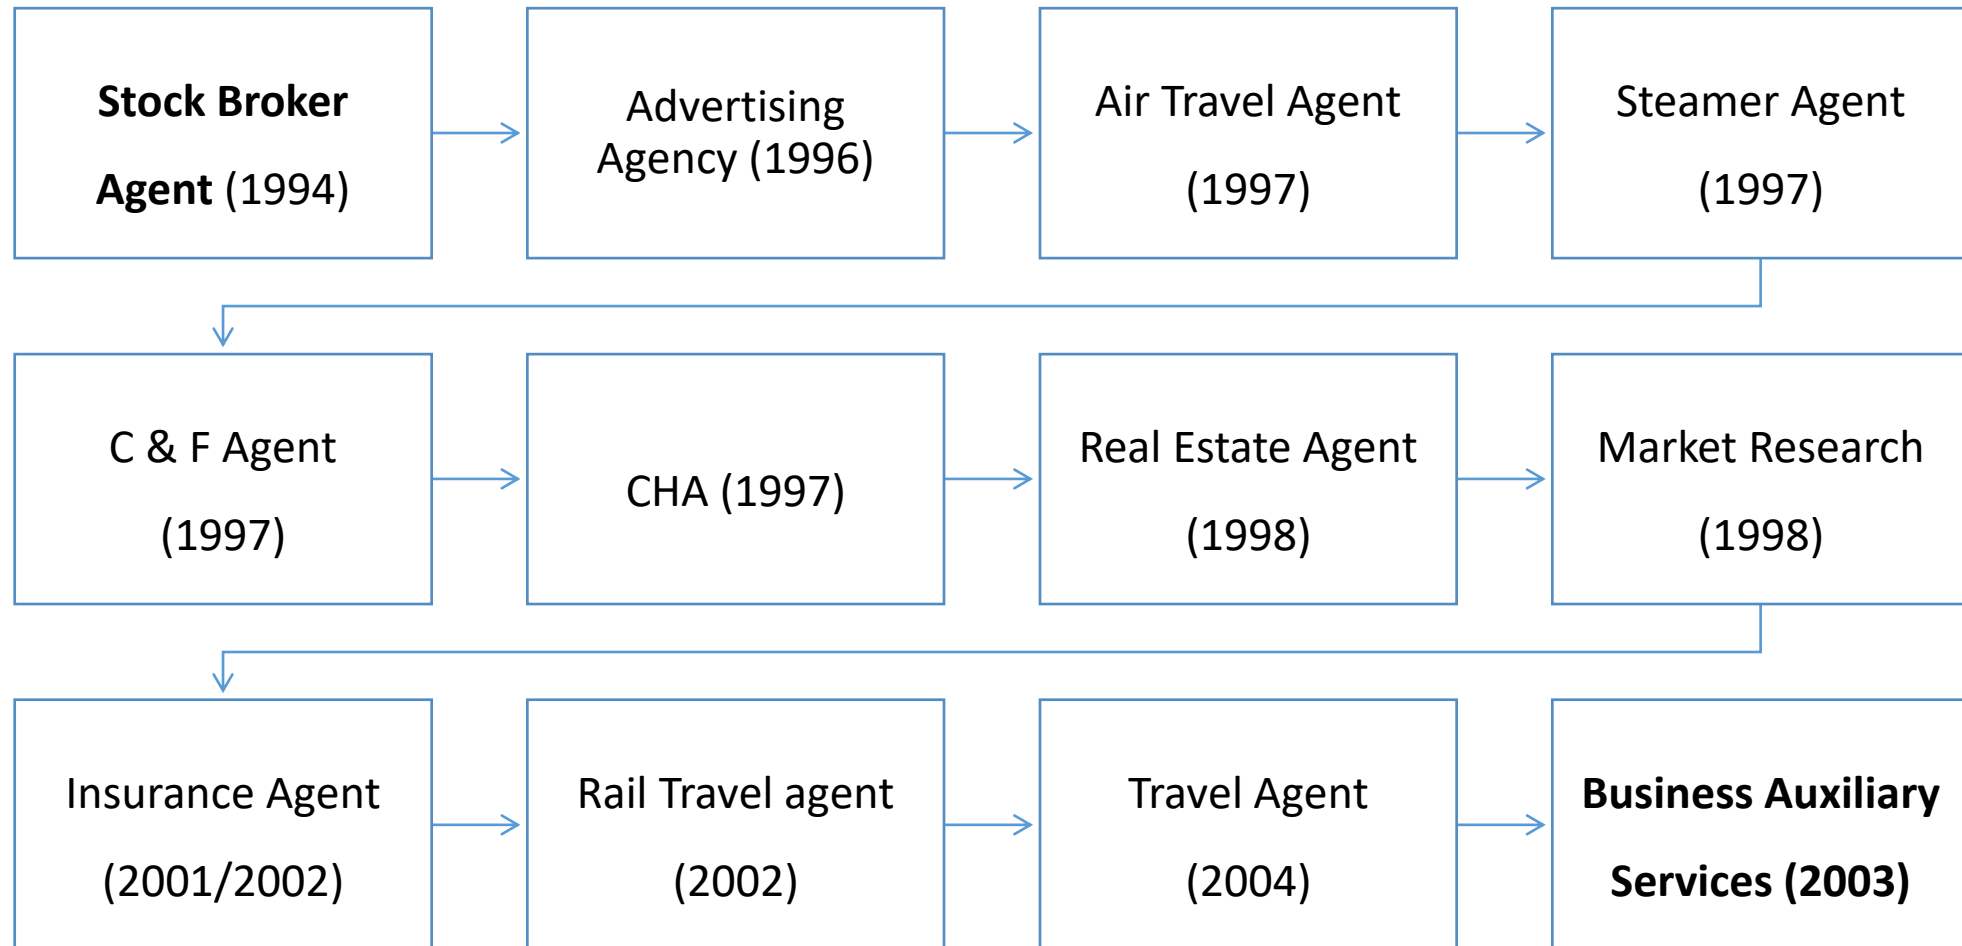 Stock Broker
Agent (1994)
Advertising
Agency (1996)
Air Travel Agent
(1997)
Steamer Agent
(1997)
C & F Agent
(1997)
CHA (1997)
Real Estate Agent
(1998)
Market Research
(1998)
Insurance Agent
(2001/2002)
Rail Travel agent
(2002)
Travel Agent
(2004)
Business Auxiliary
Services (2003)